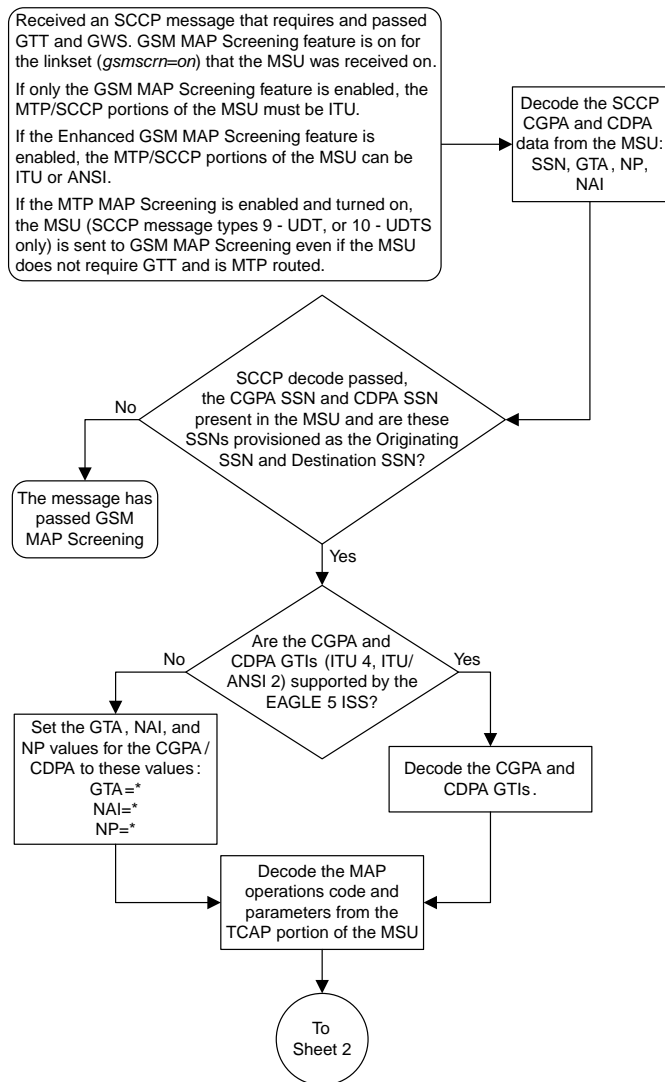 Received an SCCP message that requires and passed
GTT and GWS. GSM MAP Screening feature is on for
the linkset (gsmscrn=on) that the MSU was received on.
If only the GSM MAP Screening feature is enabled, the
MTP/SCCP portions of the MSU must be ITU.
If the Enhanced GSM MAP Screening feature is
enabled, the MTP/SCCP portions of the MSU can be
ITU or ANSI.
If the MTP MAP Screening is enabled and turned on,
the MSU (SCCP message types 9 - UDT, or 10 - UDTS
only) is sent to GSM MAP Screening even if the MSU
does not require GTT and is MTP routed.
Decode the SCCP
CGPA and CDPA
data from the MSU:
SSN, GTA, NP,
NAI
SCCP decode passed,
the CGPA SSN and CDPA SSN
present in the MSU and are these
SSNs provisioned as the Originating
SSN and Destination SSN?
No
The message has
passed GSM
MAP Screening
Yes
Are the CGPA and
CDPA GTIs (ITU 4, ITU/
ANSI 2) supported by the
EAGLE 5 ISS?
No
Yes
Set the GTA, NAI, and
NP values for the CGPA/
CDPA to these values:
GTA=*
NAI=*
NP=*
Decode the CGPA and
CDPA GTIs.
Decode the MAP
operations code and
parameters from the
TCAP portion of the MSU
To
Sheet 2